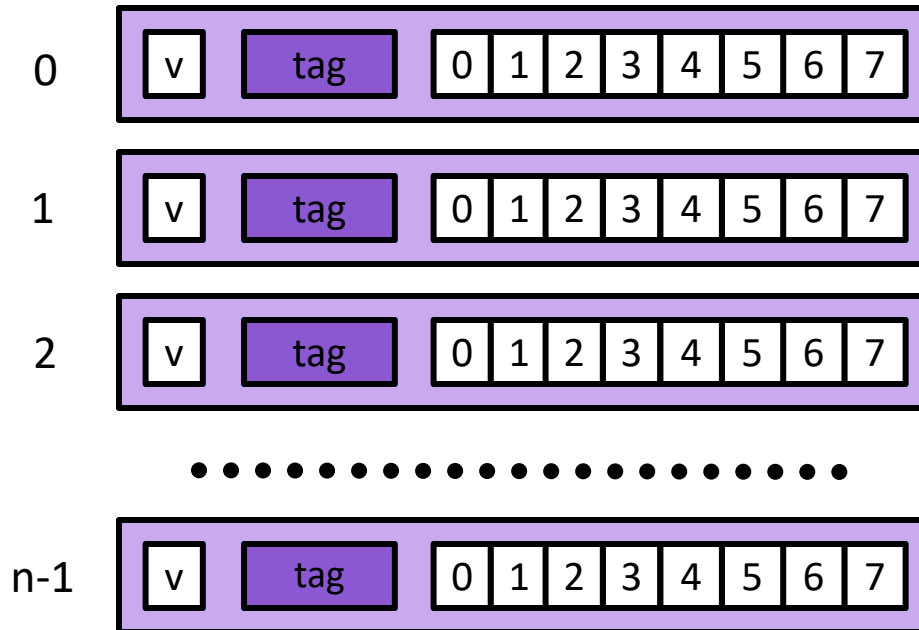 0 v tag 0 1 2 3 4 5 6 7
1 v tag 0 1 2 3 4 5 6 7
2 v tag 0 1 2 3 4 5 6 7
n-1 v tag 0 1 2 3 4 5 6 7